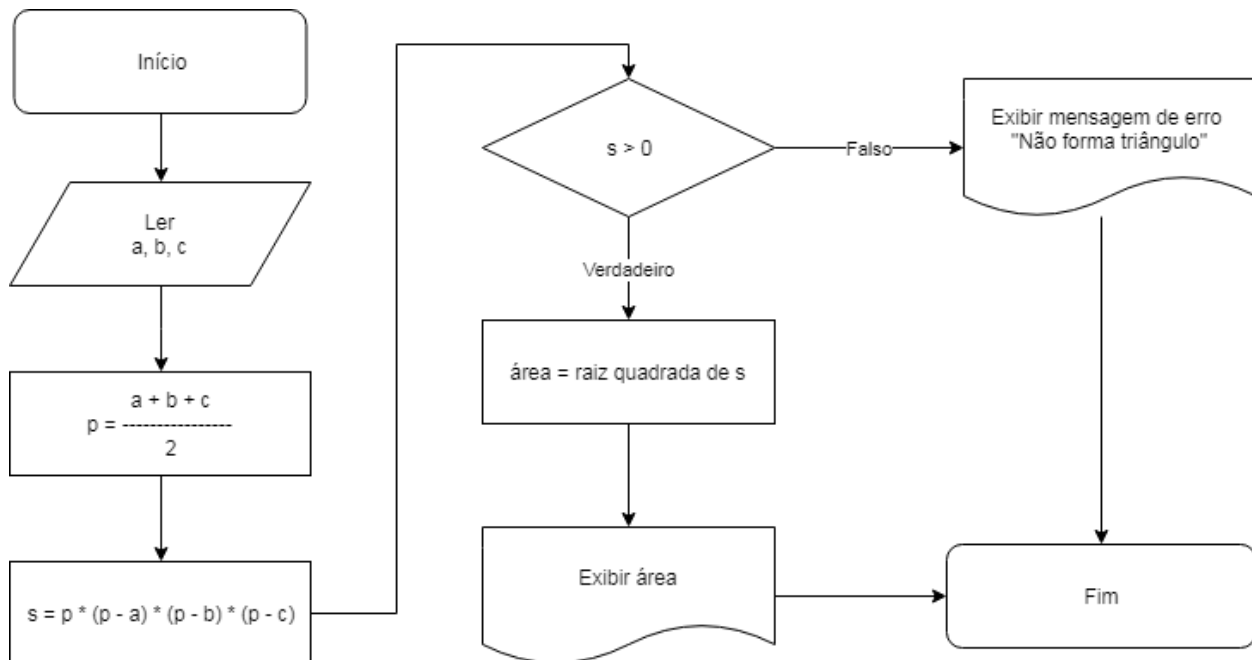 Início
Ler
a, b, c
a + b + c
p = ----------------
2
s = p * (p - a) * (p - b) * (p - c)
s > 0
Falso
Exibir mensagem de erro
"Não forma triângulo"
Verdadeiro
área = raiz quadrada de s
Exibir área
Fim